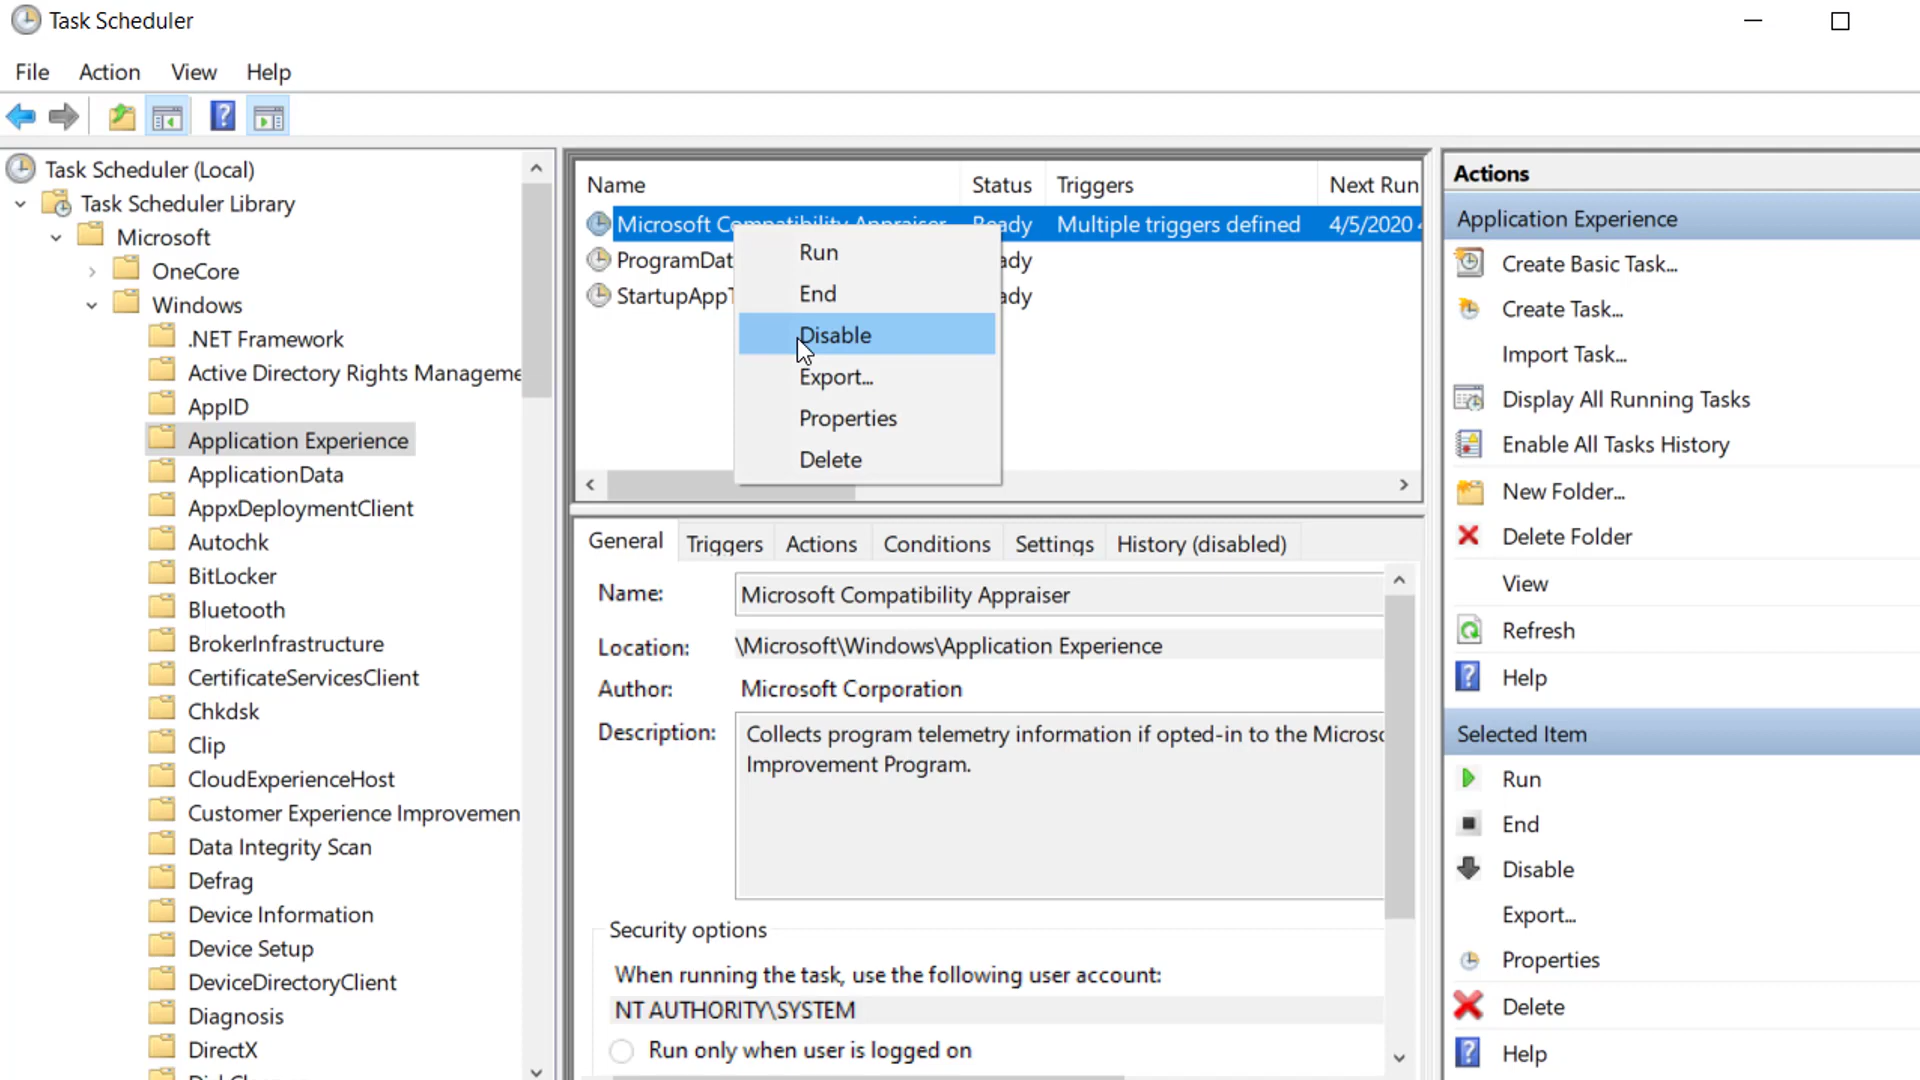 Task Scheduler
File Action View Help
Task Scheduler (Local)
Task Scheduler Library
Microsoft
OneCore
Windows
.NET Framework
Active Directory Rights Manageme
AppID
Application Experience
ApplicationData
AppxDeploymentClient
Autochk
BitLocker
Bluetooth
BrokerInfrastructure
CertificateServicesClient
Chkdsk
Clip
CloudExperienceHost
Customer Experience Improvemen
Data Integrity Scan
Defrag
Device Information
Device Setup
DeviceDirectoryClient
Diagnosis
DirectX
Name Status Triggers Next Run
Microsoft Compatibility Appraiser Ready Multiple triggers defined 4/5/2020
ProgramDat ady
StartupAppT ady
Run
End
Disable
Export...
Properties
Delete
General Triggers Actions Conditions Settings History (disabled)
Name: Microsoft Compatibility Appraiser
Location: \Microsoft\Windows\Application Experience
Author: Microsoft Corporation
Description: Collects program telemetry information if opted-in to the Microso
Improvement Program.
Security options
When running the task, use the following user account:
NT AUTHORITY\SYSTEM
Run only when user is logged on
Actions
Application Experience
Create Basic Task...
Create Task...
Import Task...
Display All Running Tasks
Enable All Tasks History
New Folder...
Delete Folder
View
Refresh
Help
Selected Item
Run
End
Disable
Export...
Properties
Delete
Help